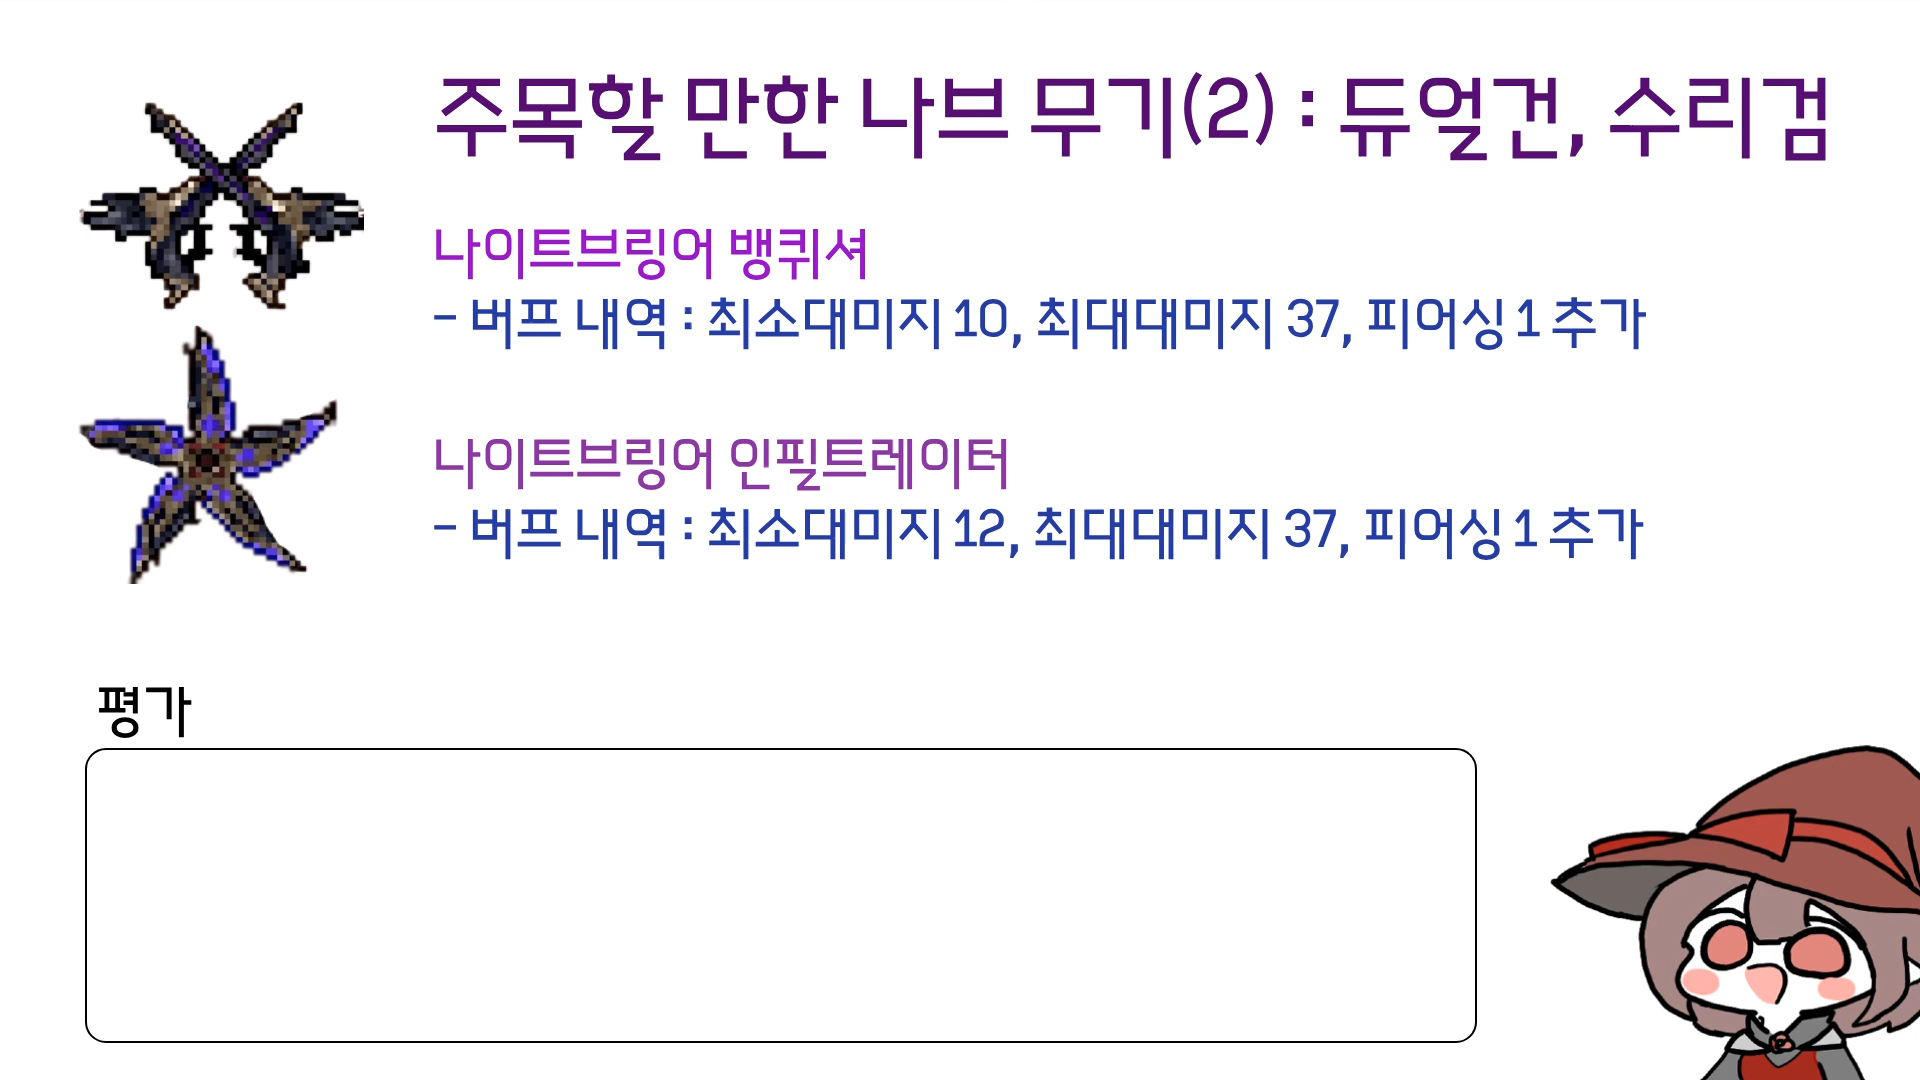 주목할 만한 나브 무기(2) : 듀얼건, 수리검
나이트브링어 뱅퀴셔
- 버프 내역 : 최소대미지 10, 최대대미지 37, 피어싱 1 추가
나이트브링어 인필트레이터
- 버프 내역 : 최소대미지 12, 최대대미지 37, 피어싱 1 추가
평가